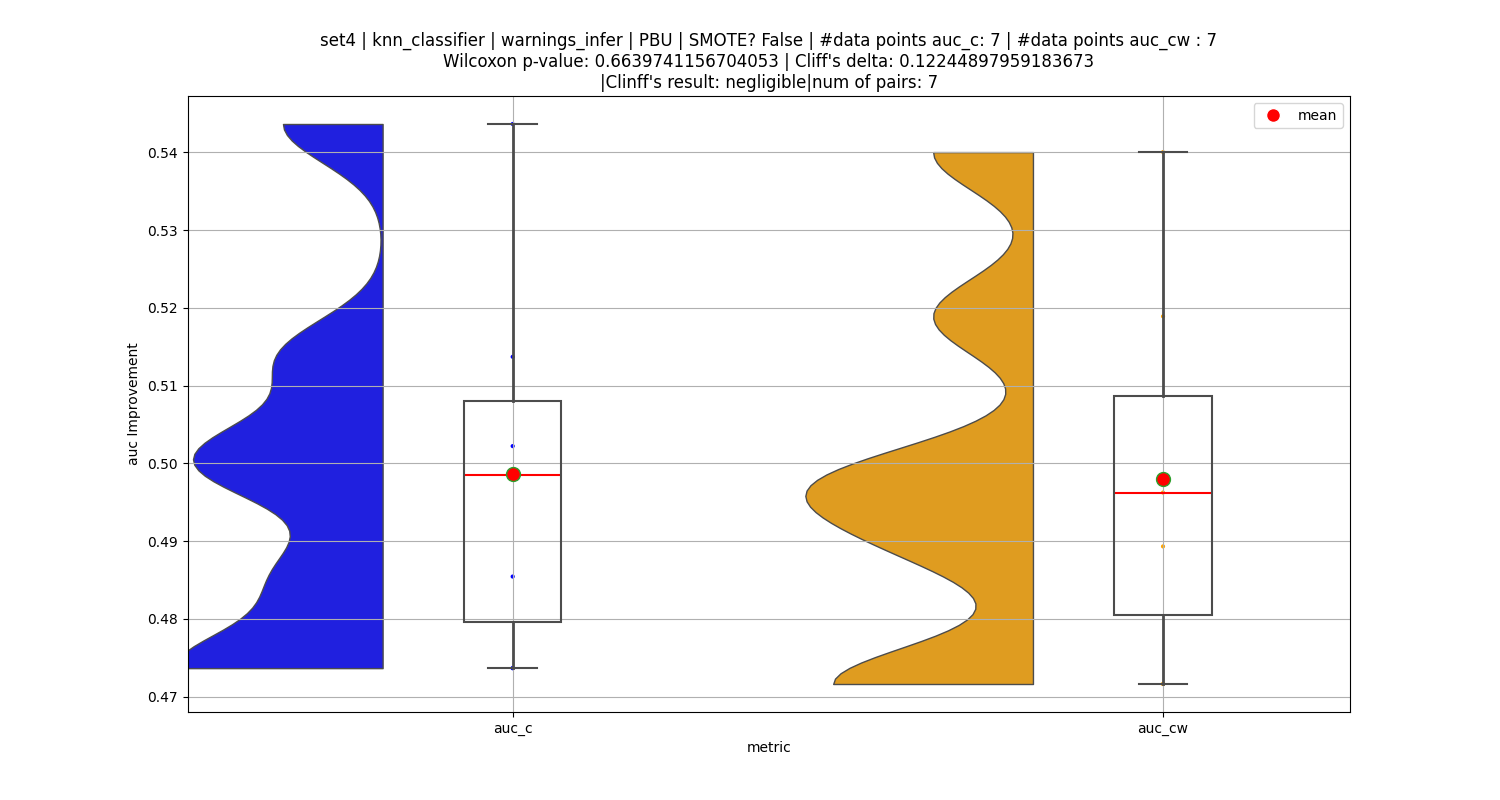 set4 | knn_classifier | warnings_infer | PBU | SMOTE? False | #data points auc_c: 7 | #data points auc_cw : 7
Wilcoxon p-value: 0.6639741156704053 | Cliff's delta: 0.12244897959183673
|Clinff's result: negligible|num of pairs: 7
mean
0.54
0.53
0.52
0.51
0.50
0.49
0.48
0.47
auc Improvement
auc_c
auc_cw
metric